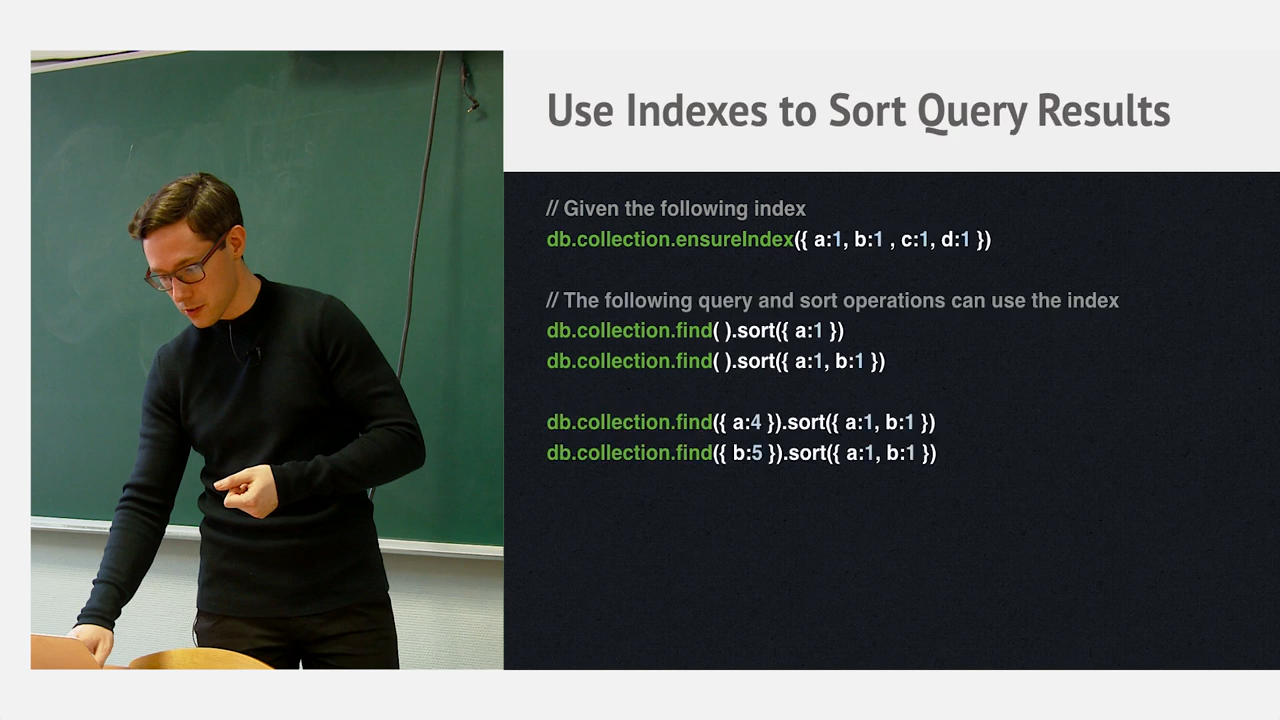 Use Indexes to Sort Query Results
// Given the following index
db.collection.ensureIndex({ a:1, b:1 , c:1, d:1 })
// The following query and sort operations can use the index
db.collection.find( ).sort({ a:1 })
db.collection.find( ).sort({ a:1, b:1 })
db.collection.find({ a:4 }).sort({ a:1, b:1 })
db.collection.find({ b:5 }).sort({ a:1, b:1 })